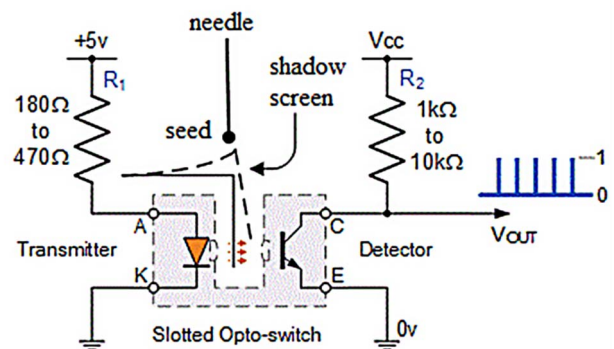 needle
+5v
Vcc
R1
R2
shadow
screen
180Ω
to
470Ω
seed
1kΩ
to
10kΩ
1
0
A
C
VOUT
Transmitter
Detector
K
E
0v
Slotted Opto-switch